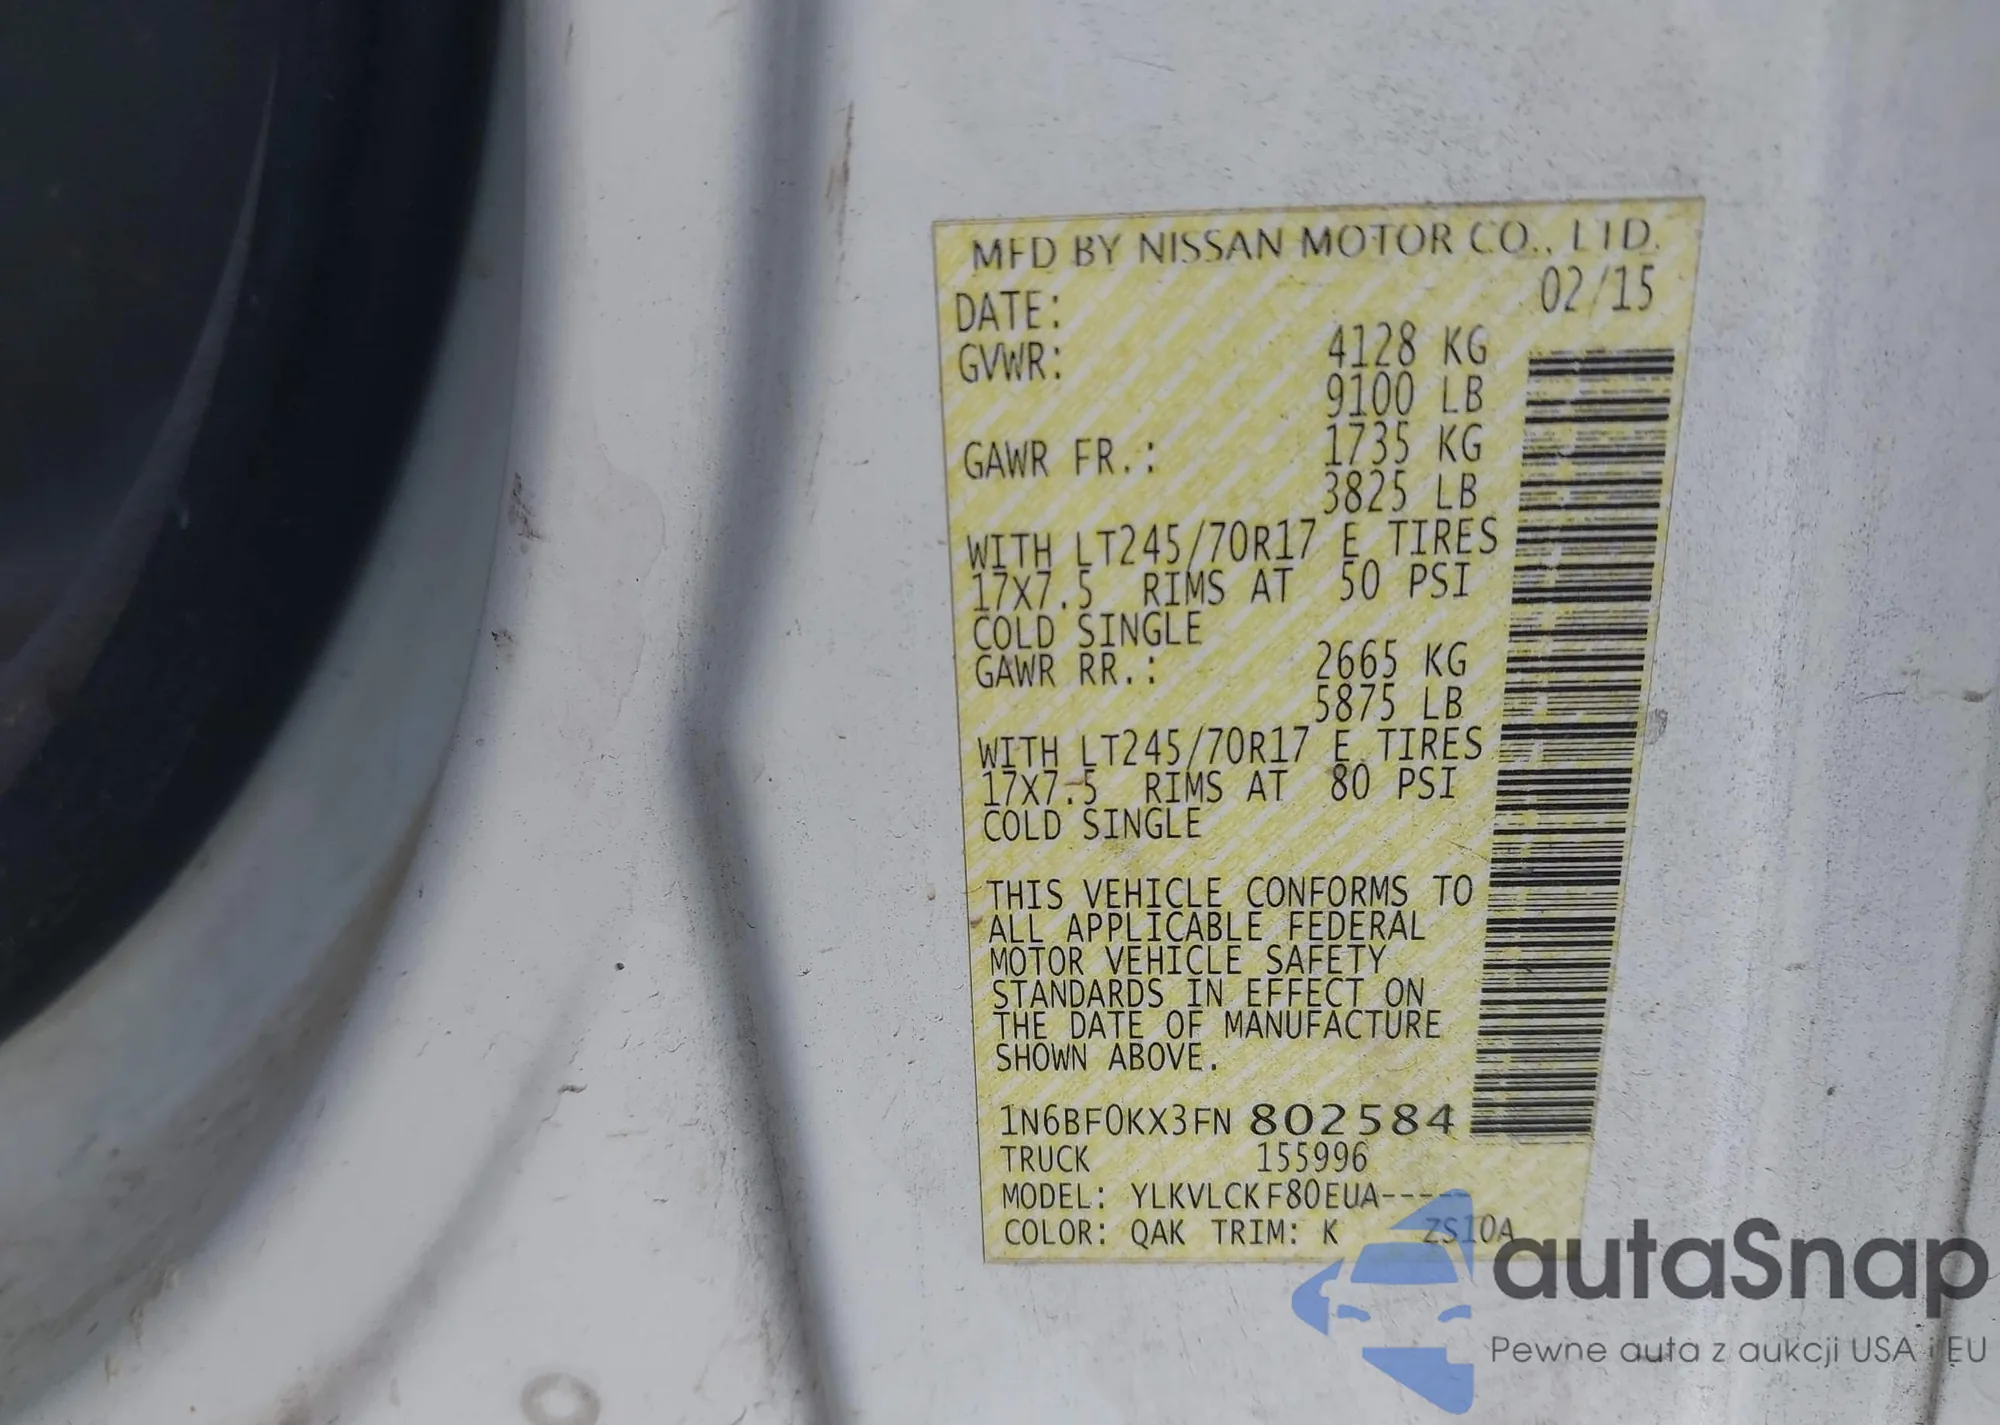 MFD BY NISSAN MOTOR CO., LTD.
DATE: 02/15
GVWR: 4128 KG
9100 LB
GAWR FR.: 1735 KG
3825 LB
WITH LT245/70R17 E TIRES
17X7.5 RIMS AT 50 PSI
COLD SINGLE
GAWR RR.: 2665 KG
5875 LB
WITH LT245/70R17 E TIRES
17X7.5 RIMS AT 80 PSI
COLD SINGLE
THIS VEHICLE CONFORMS TO
ALL APPLICABLE FEDERAL
MOTOR VEHICLE SAFETY
STANDARDS IN EFFECT ON
THE DATE OF MANUFACTURE
SHOWN ABOVE.
1N6BF0KX3FN 802584
TRUCK 155996
MODEL: YLKVLCKF80EUA-----
COLOR: QAK TRIM: K ZS10A
autaSnap
Pewne auta z aukcji USA i EU